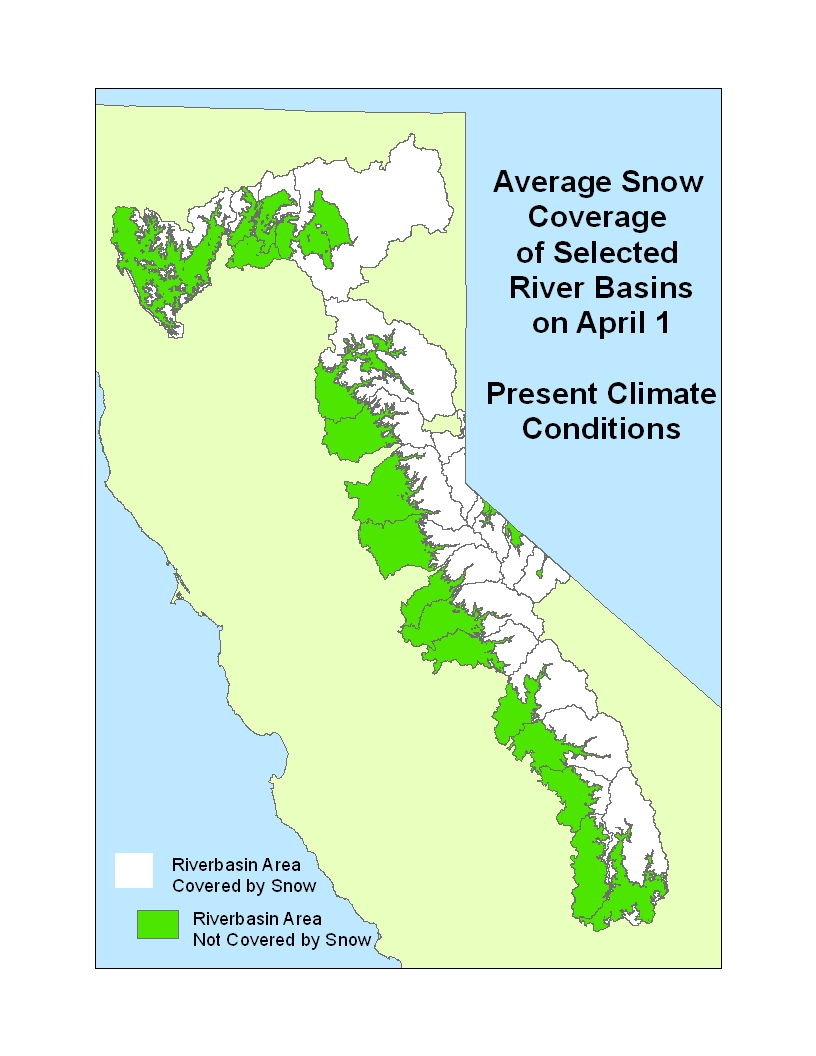 Average Snow
Coverage
of Selected
River Basins
on April 1
Present Climate
Conditions
Riverbasin Area
Covered by Snow
Riverbasin Area
Not Covered by Snow